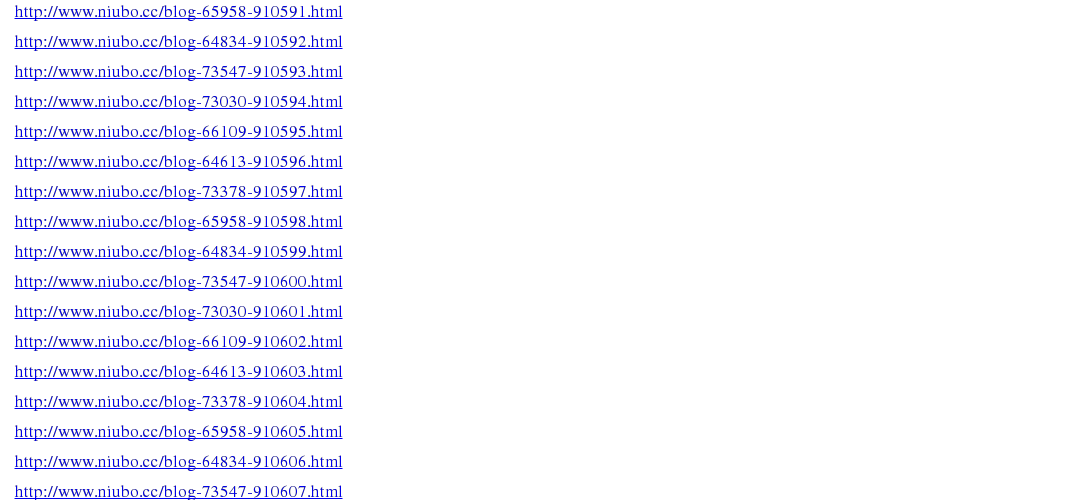 http://www.niubo.cc/blog-65958-910591.html
http://www.niubo.cc/blog-64834-910592.html
http://www.niubo.cc/blog-73547-910593.html
http://www.niubo.cc/blog-73030-910594.html
http://www.niubo.cc/blog-66109-910595.html
http://www.niubo.cc/blog-64613-910596.html
http://www.niubo.cc/blog-73378-910597.html
http://www.niubo.cc/blog-65958-910598.html
http://www.niubo.cc/blog-64834-910599.html
http://www.niubo.cc/blog-73547-910600.html
http://www.niubo.cc/blog-73030-910601.html
http://www.niubo.cc/blog-66109-910602.html
http://www.niubo.cc/blog-64613-910603.html
http://www.niubo.cc/blog-73378-910604.html
http://www.niubo.cc/blog-65958-910605.html
http://www.niubo.cc/blog-64834-910606.html
http://www.niubo.cc/blog-73547-910607.html